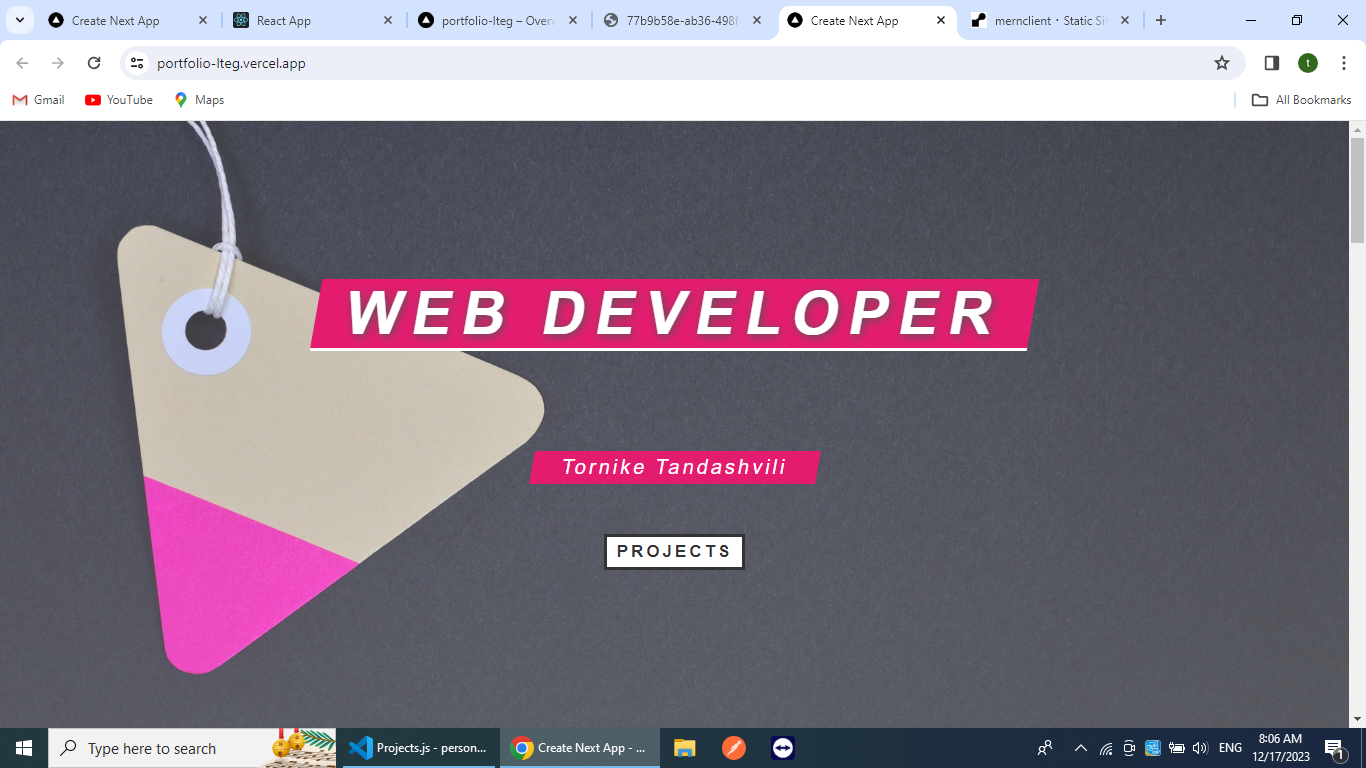 Create Next App
React App
portfolio-lteg – Over
77b9b58e-ab36-498f
Create Next App
mernclient · Static Sit
portfolio-lteg.vercel.app
t
Gmail
YouTube
Maps
All Bookmarks
WEB DEVELOPER
Tornike Tandashvili
PROJECTS
Type here to search
Projects.js - person...
Create Next App - ...
ENG
8:06 AM
12/17/2023
1